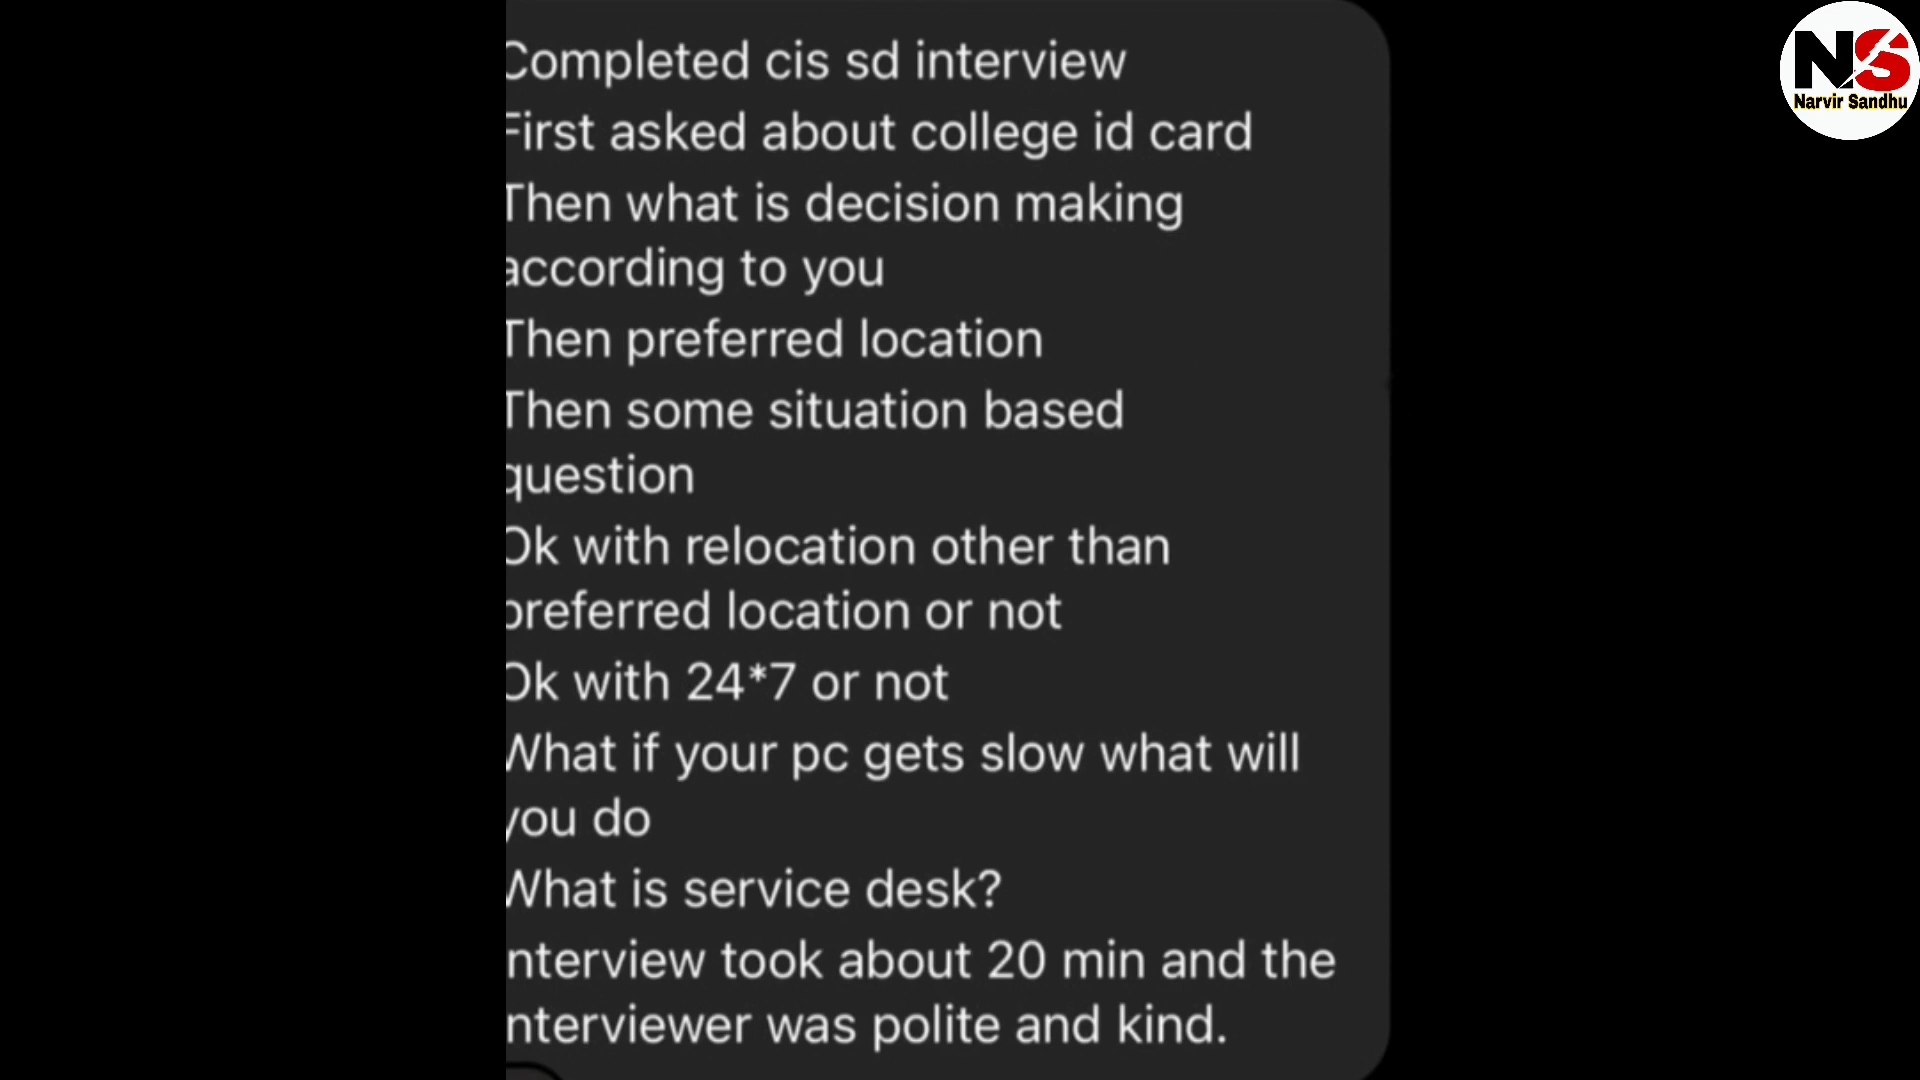 Completed cis sd interview
First asked about college id card
Then what is decision making
according to you
Then preferred location
Then some situation based
question
Ok with relocation other than
preferred location or not
Ok with 24*7 or not
What if your pc gets slow what will
you do
What is service desk?
nterview took about 20 min and the
nterviewer was polite and kind.
NS
Narvir Sandhu